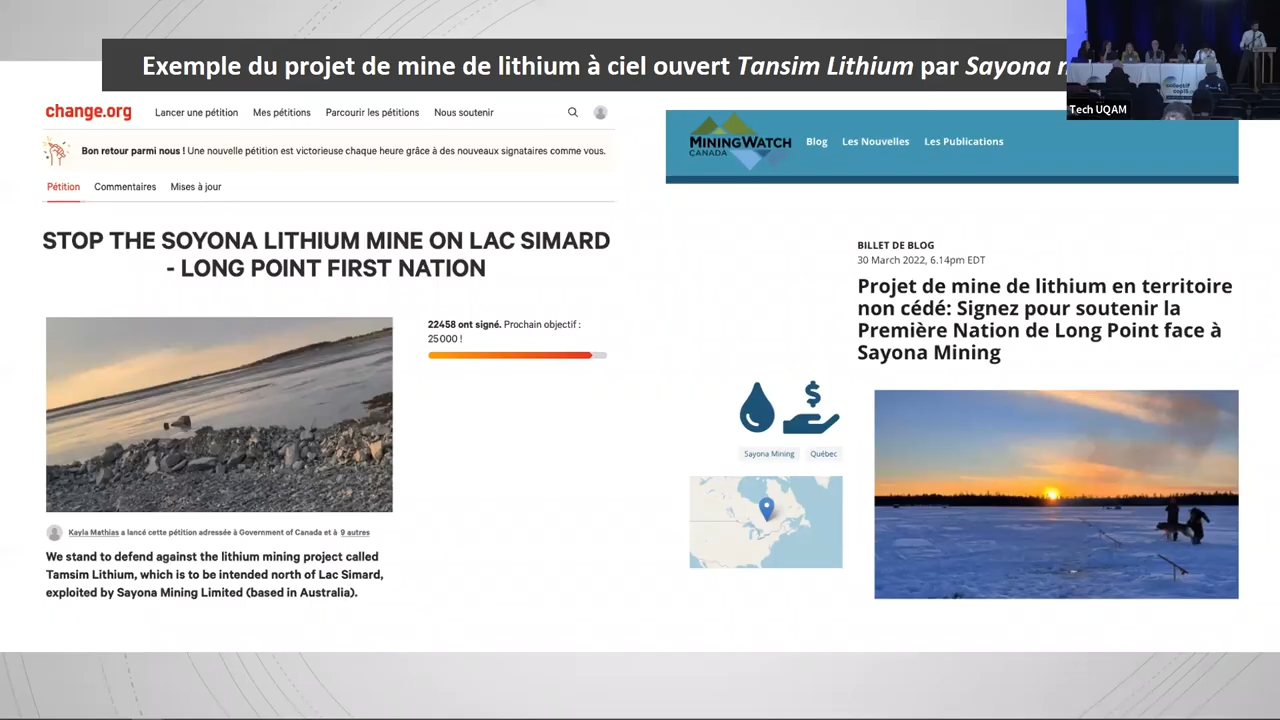 Exemple du projet de mine de lithium à ciel ouvert Tansim Lithium par Sayona
Tech UQAM
change.org
Lancer une pétition Mes pétitions Parcourir les pétitions Nous soutenir
Bon retour parmi nous ! Une nouvelle pétition est victorieuse chaque heure grâce à des nouveaux signataires comme vous.
Pétition Commentaires Mises à jour
STOP THE SOYONA LITHIUM MINE ON LAC SIMARD
- LONG POINT FIRST NATION
22458 ont signé. Prochain objectif :
25 000 !
Kayla Mathias a lancé cette pétition adressée à Government of Canada et à 9 autres
We stand to defend against the lithium mining project called
Tamsim Lithium, which is to be intended north of Lac Simard,
exploited by Sayona Mining Limited (based in Australia).
MININGWATCH
CANADA
Blog Les Nouvelles Les Publications
BILLET DE BLOG
30 March 2022, 6.14pm EDT
Projet de mine de lithium en territoire
non cédé: Signez pour soutenir la
Première Nation de Long Point face à
Sayona Mining
Sayona Mining Québec